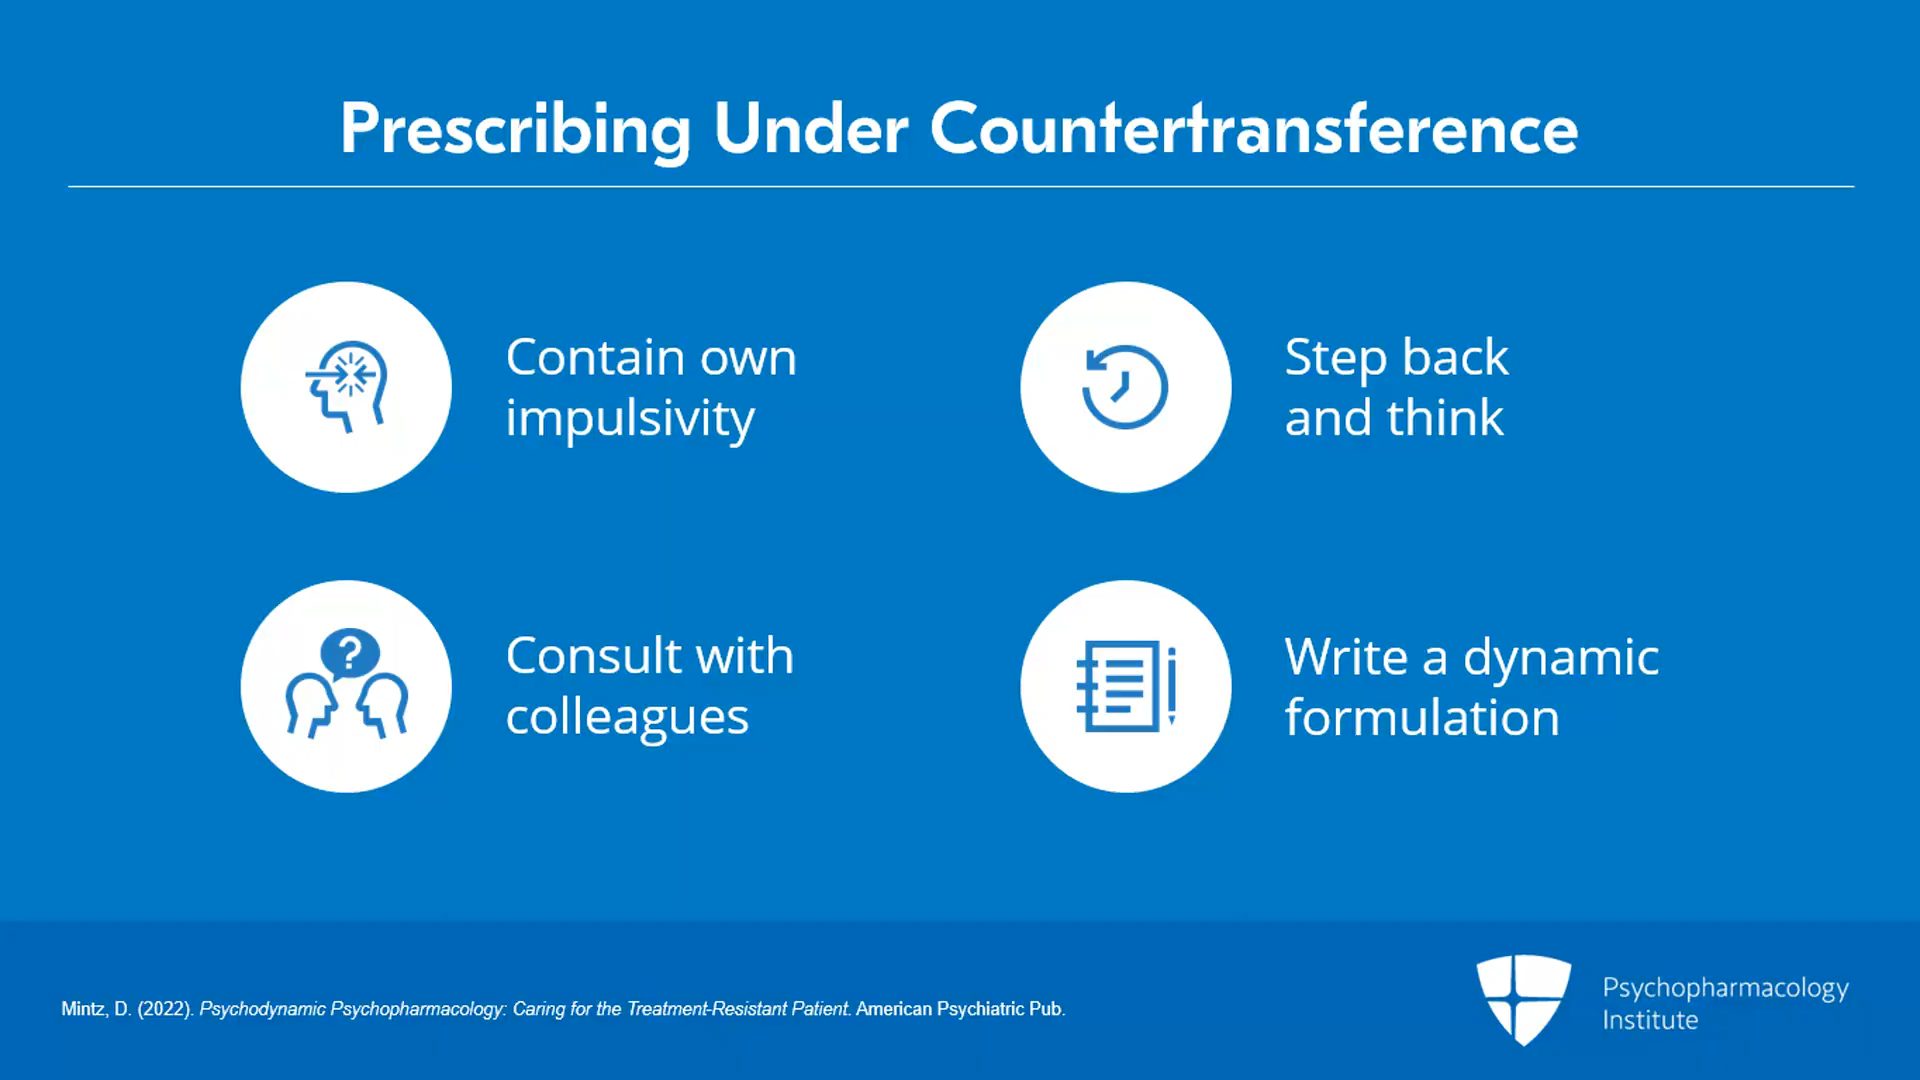 Prescribing Under Countertransference
Contain own
impulsivity
Step back
and think
?
Consult with
colleagues
Write a dynamic
formulation
Mintz, D. (2022). Psychodynamic Psychopharmacology: Caring for the Treatment-Resistant Patient. American Psychiatric Pub.
Psychopharmacology
Institute